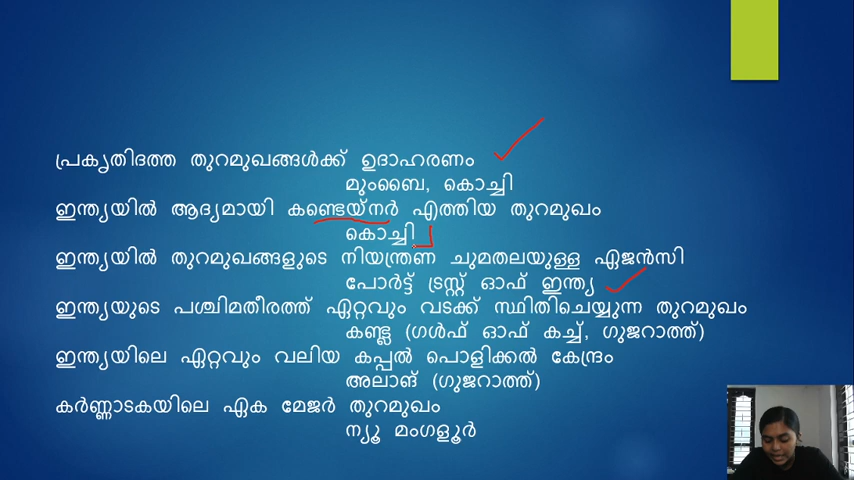 പ്രകൃതിദത്ത തുറമുഖങ്ങൾക്ക് ഉദാഹരണം
മുംബൈ, കൊച്ചി
ഇന്ത്യയിൽ ആദ്യമായി കണ്ടെയ്നർ എത്തിയ തുറമുഖം
കൊച്ചി
ഇന്ത്യയിൽ തുറമുഖങ്ങളുടെ നിയന്ത്രണ ചുമതലയുള്ള ഏജൻസി
പോർട്ട് ട്രസ്റ്റ് ഓഫ് ഇന്ത്യ
ഇന്ത്യയുടെ പശ്ചിമതീരത്ത് ഏറ്റവും വടക്ക് സ്ഥിതിചെയ്യുന്ന തുറമുഖം
കണ്ട്ല (ഗൾഫ് ഓഫ് കച്ച്, ഗുജറാത്ത്)
ഇന്ത്യയിലെ ഏറ്റവും വലിയ കപ്പൽ പൊളിക്കൽ കേന്ദ്രം
അലാങ് (ഗുജറാത്ത്)
കർണ്ണാടകയിലെ ഏക മേജർ തുറമുഖം
ന്യൂ മംഗളൂർ